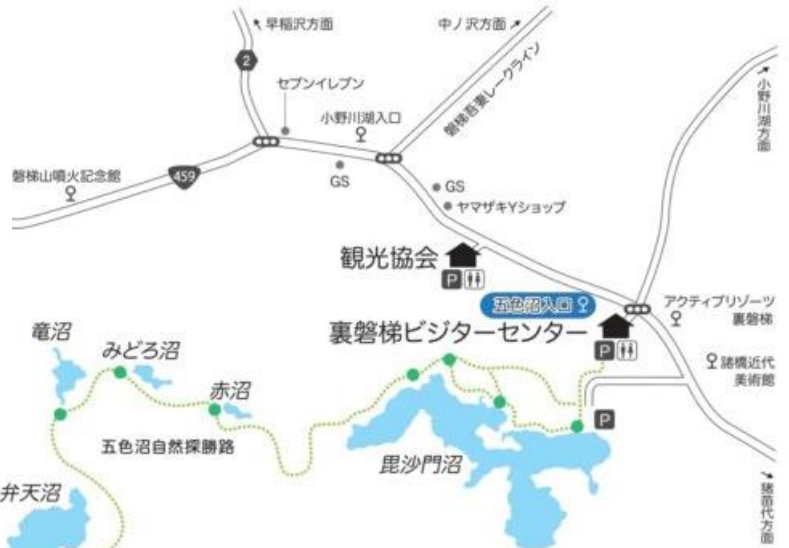 早稲沢方面
中ノ沢方面
2
セブンイレブン
磐梯吾妻レークライン
小野川湖方面
小野川湖入口
磐梯山噴火記念館
459
GS
GS
ヤマザキYショップ
観光協会
P
五色沼入口
アクティブリゾーツ
裏磐梯
裏磐梯ビジターセンター
P
竜沼
みどろ沼
諸橋近代
美術館
赤沼
P
五色沼自然探勝路
毘沙門沼
弁天沼
猪苗代方面